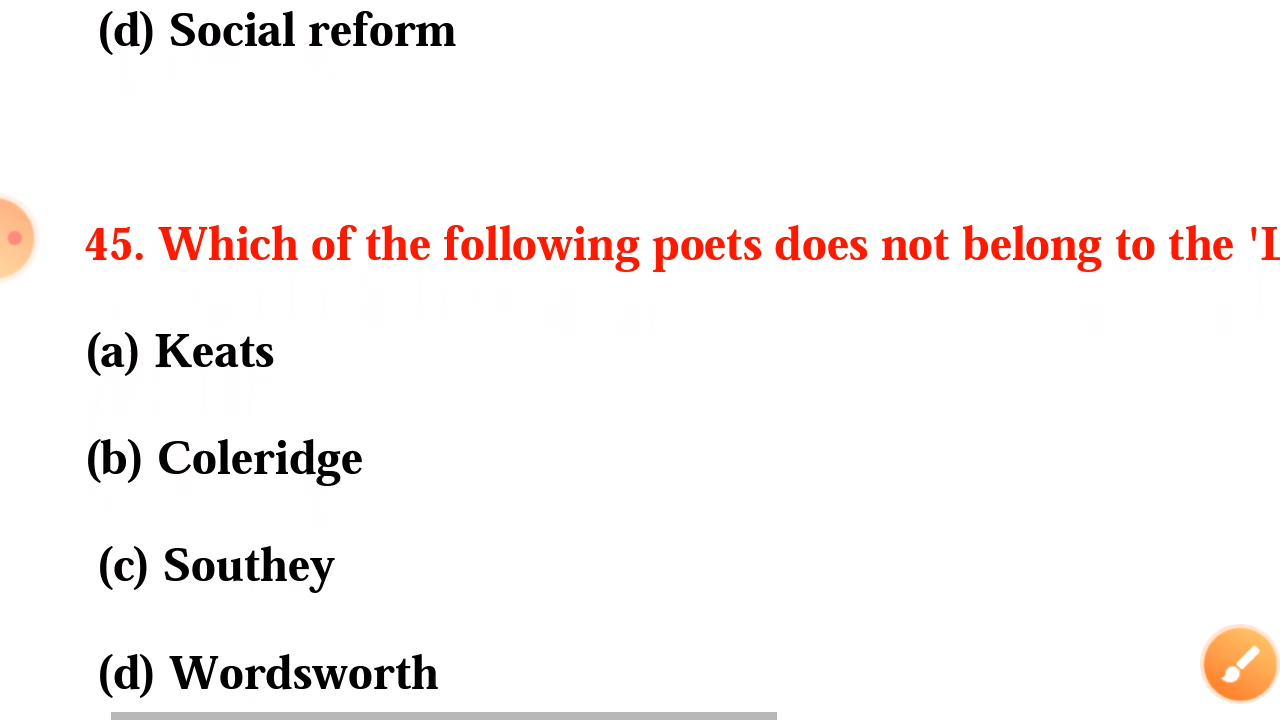 (d) Social reform
45. Which of the following poets does not belong to the '
(a) Keats
(b) Coleridge
(c) Southey
(d) Wordsworth